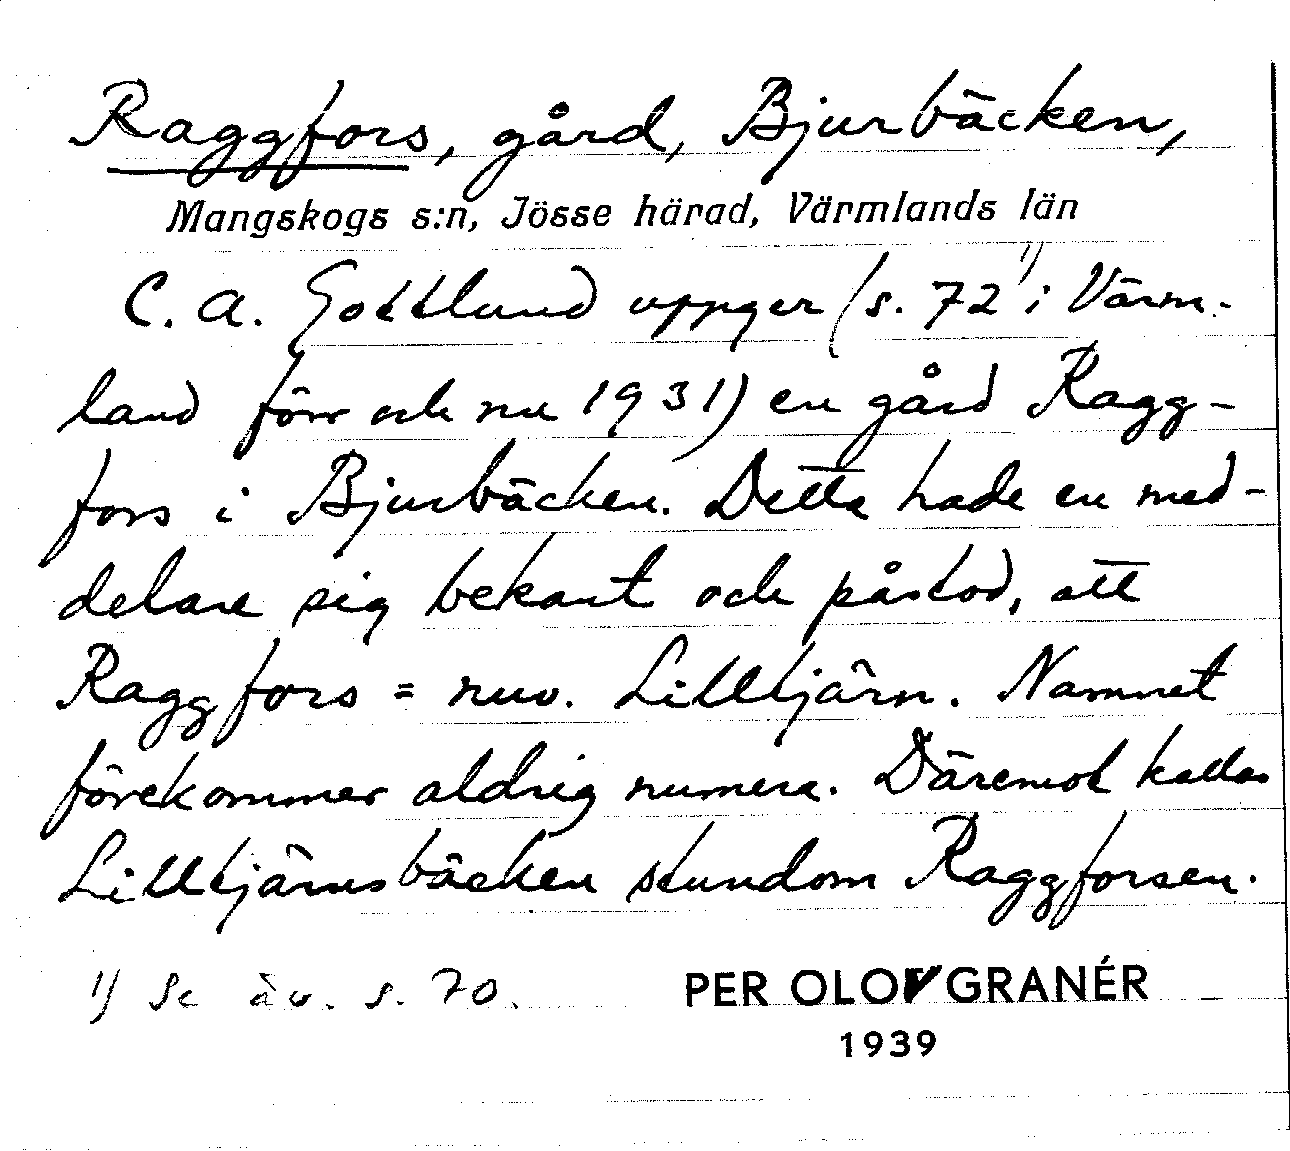 Raggfors, gård, Bjurbäcken,
Mangskogs s:n, Jösse härad, Värmlands län
C. A. Gottlund uppger (s. 72 1) i Värm-
land förr och nu 1931) en gård Ragg-
fors i Bjurbäcken. Detta hade en med-
delare sig bekant och påstod, att
Raggfors = nuv. Lilltjärn. Namnet
förekommer aldrig numera. Däremot kallas
Lilltjärnsbäcken stundom Raggforsen.
1) Se äv. s. 70.
PER OLOV GRANÉR
1939